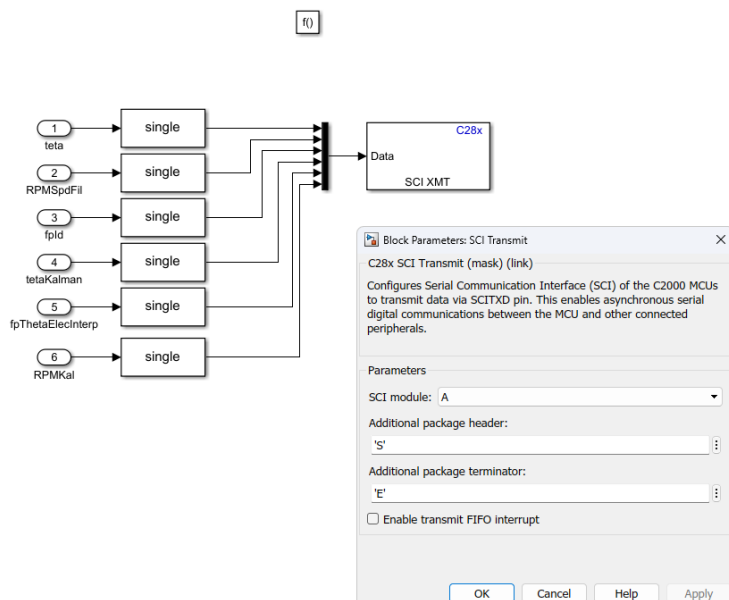 f()
1
teta
single
2
RPMSpdFil
single
3
fpId
single
4
tetaKalman
single
5
fpThetaElecInterp
single
6
RPMKal
single
C28x
Data
SCI XMT
Block Parameters: SCI Transmit
C28x SCI Transmit (mask) (link)
Configures Serial Communication Interface (SCI) of the C2000 MCUs
to transmit data via SCITXD pin. This enables asynchronous serial
digital communications between the MCU and other connected
peripherals.
Parameters
SCI module: A
Additional package header:
'S'
Additional package terminator:
'E'
Enable transmit FIFO interrupt
OK Cancel Help Apply